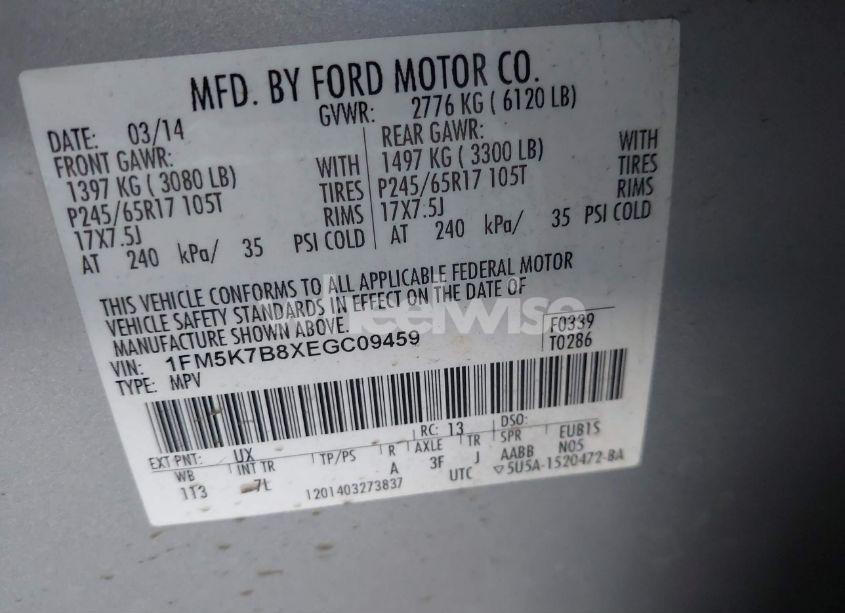 MFD. BY FORD MOTOR CO.
DATE: 03/14 GVWR: 2776 KG ( 6120 LB)
FRONT GAWR: REAR GAWR:
1397 KG ( 3080 LB) WITH 1497 KG ( 3300 LB) WITH
P245/65R17 105T TIRES P245/65R17 105T TIRES
17X7.5J RIMS 17X7.5J RIMS
AT 240 kPa/ 35 PSI COLD AT 240 kPa/ 35 PSI COLD
THIS VEHICLE CONFORMS TO ALL APPLICABLE FEDERAL MOTOR
VEHICLE SAFETY STANDARDS IN EFFECT ON THE DATE OF
MANUFACTURE SHOWN ABOVE.
VIN: 1FM5K7B8XEGC09459 F0339
TYPE: MPV T0286
EXT PNT: UX RC: 13 DSO:
WB INT TR TP/PS R AXLE TR SPR EUB1S
113 7L A 3F J AABB N05
1201403273837 UTC ▽5U5A-1520472-BA
wheelwise